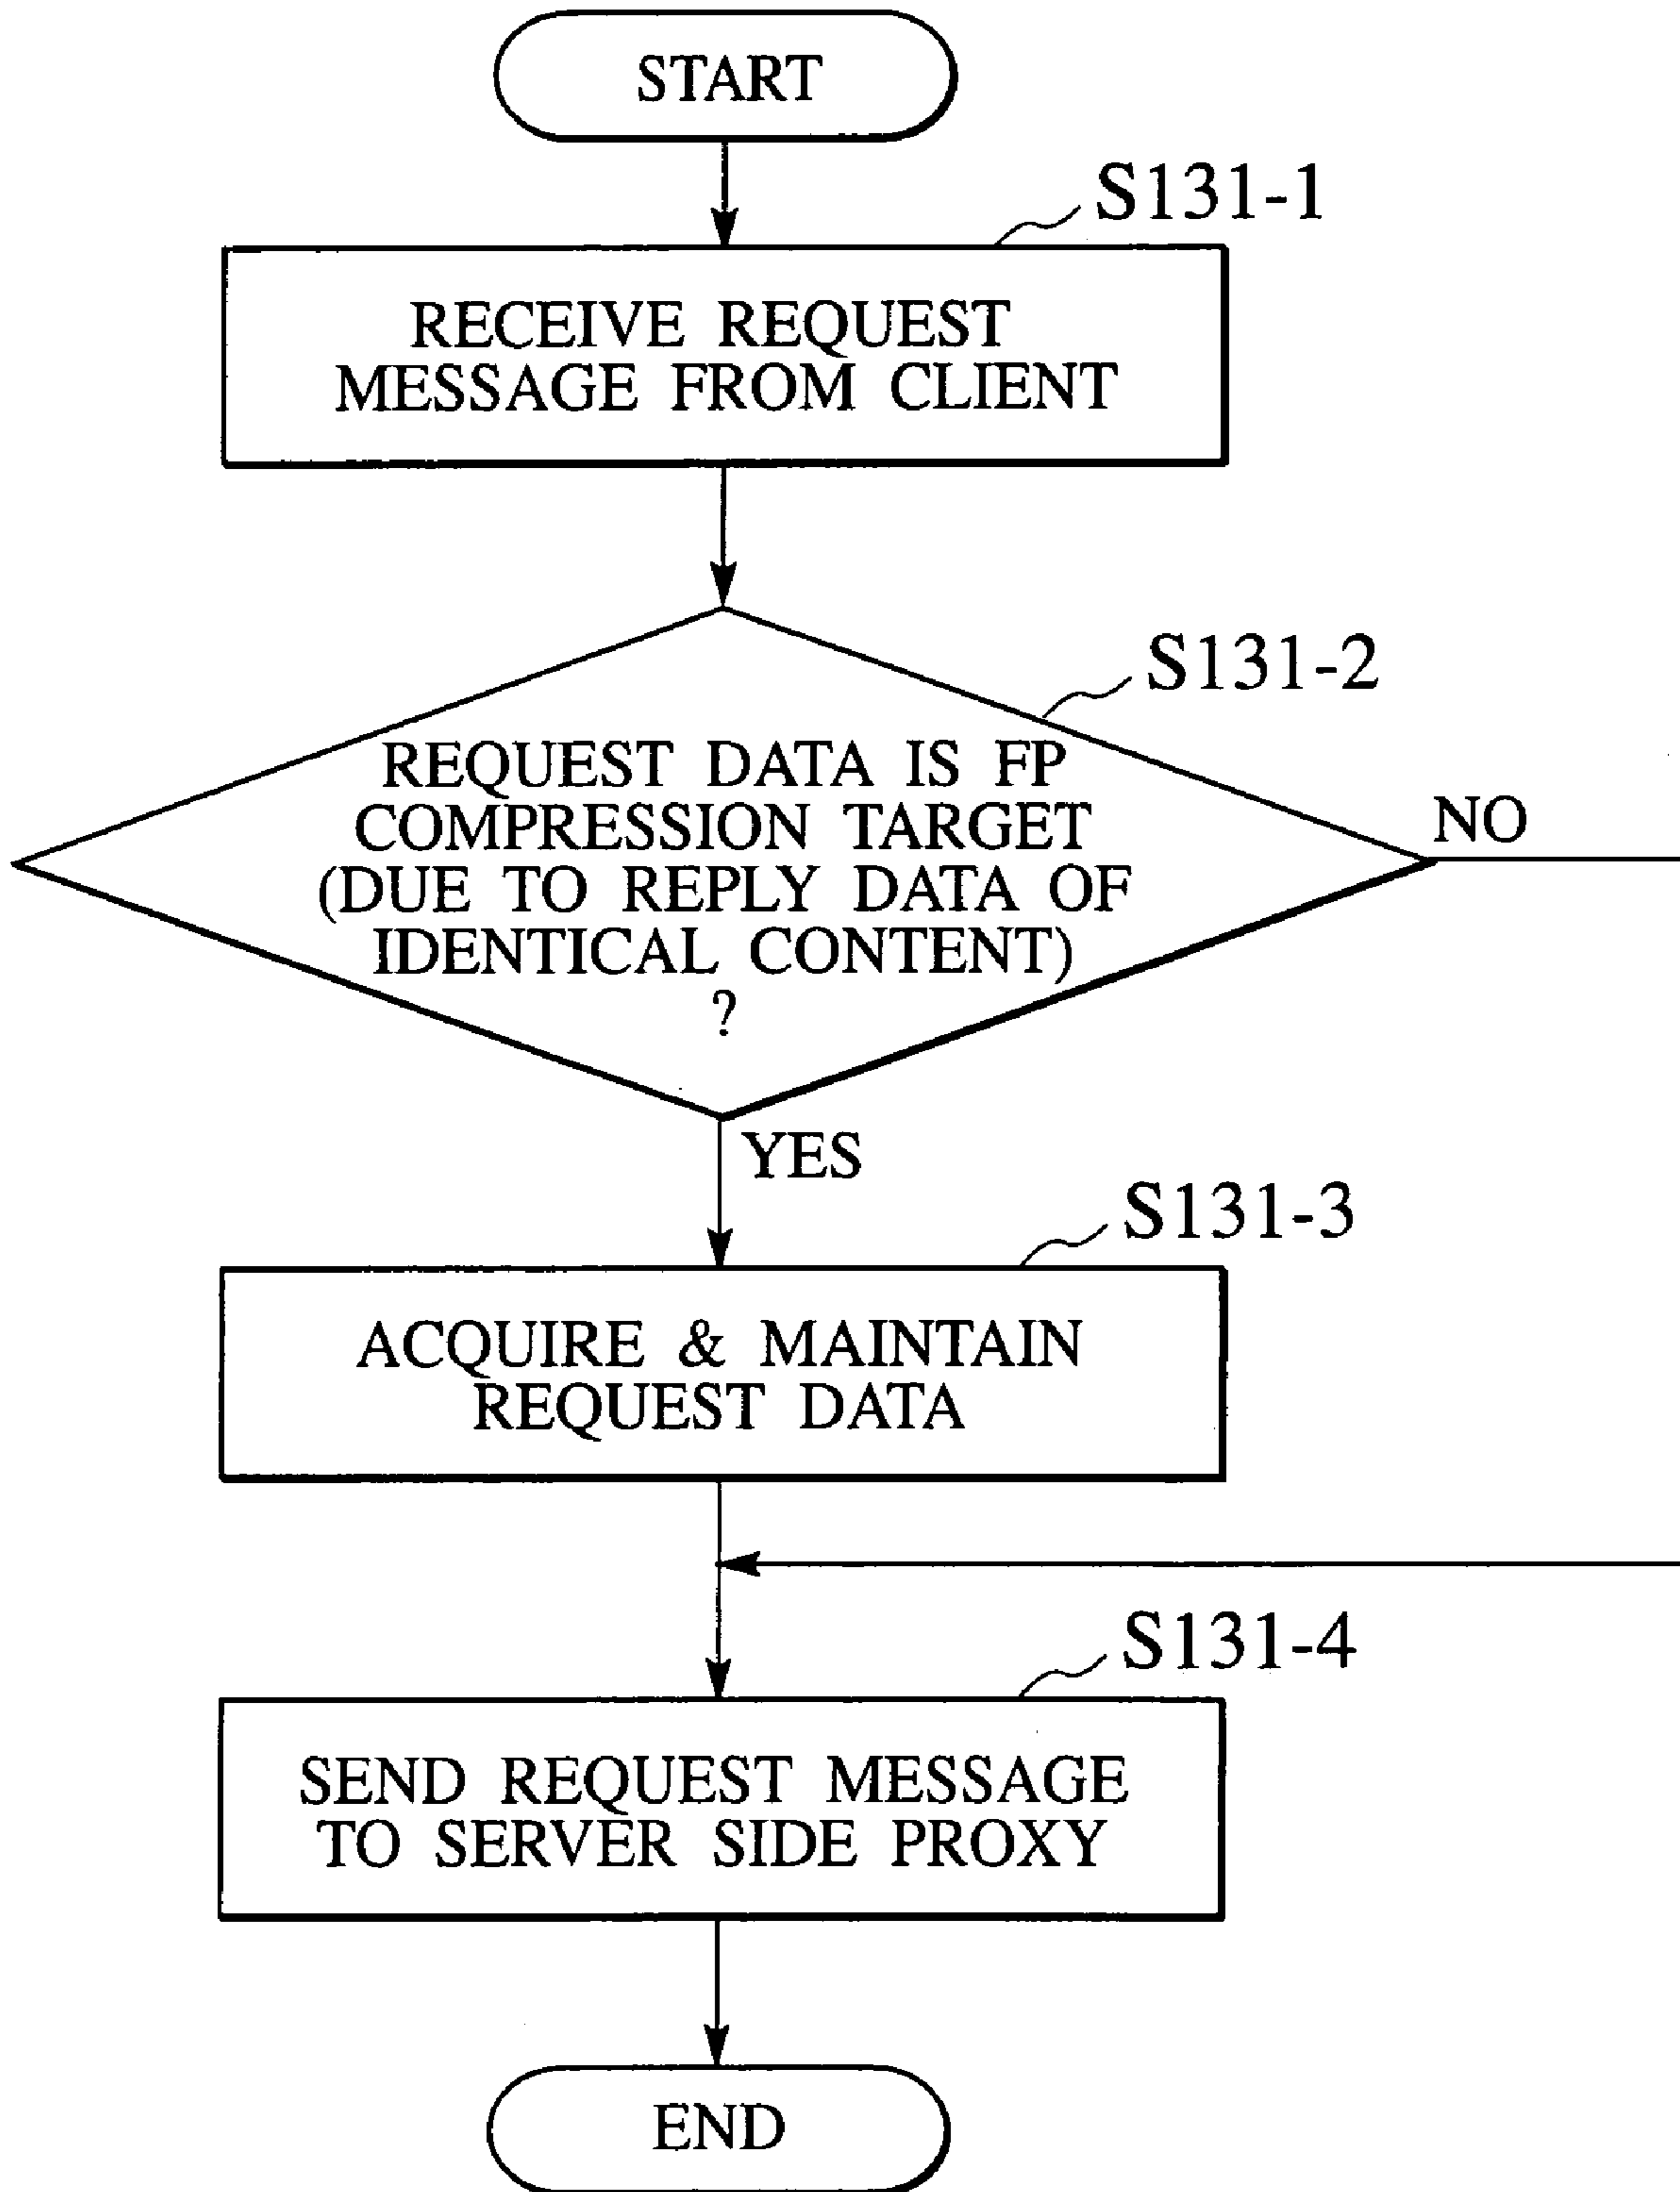 START
S131-1
RECEIVE REQUEST
MESSAGE FROM CLIENT
S131-2
REQUEST DATA IS FP
COMPRESSION TARGET
(DUE TO REPLY DATA OF
IDENTICAL CONTENT)
?
NO
YES
S131-3
ACQUIRE & MAINTAIN
REQUEST DATA
S131-4
SEND REQUEST MESSAGE
TO SERVER SIDE PROXY
END